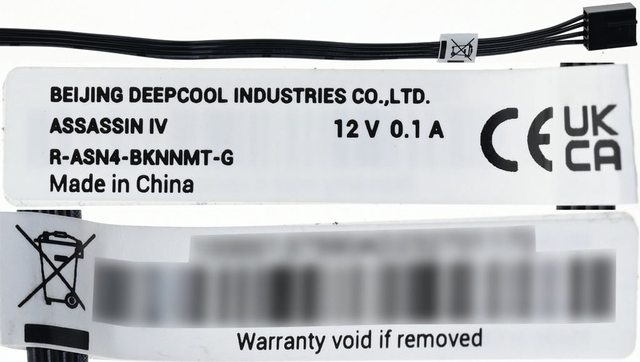 BEIJING DEEPCOOL INDUSTRIES CO.,LTD.
ASSASSIN IV 12 V 0.1 A
R-ASN4-BKNNMT-G
Made in China
CE UK CA
Warranty void if removed